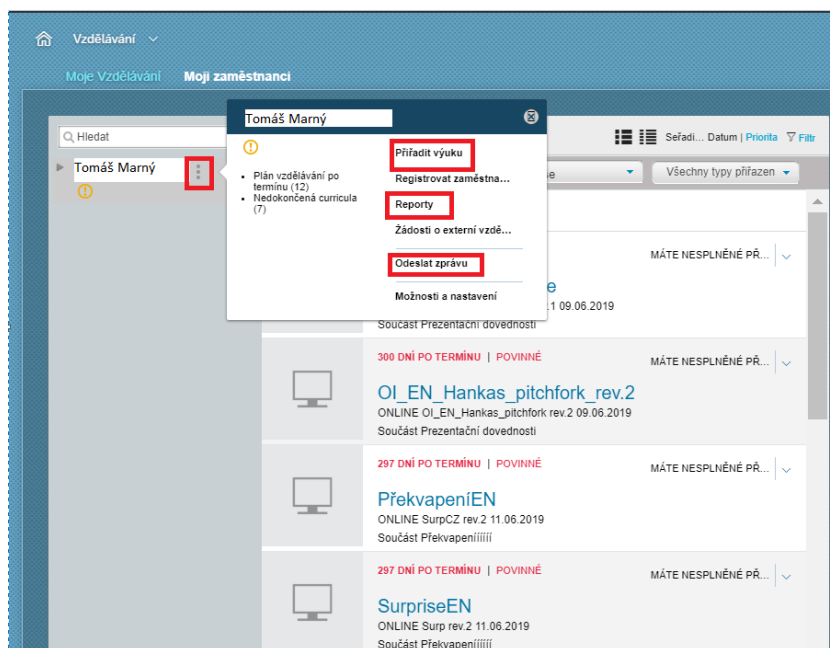 Vzdělávání
Moje Vzdělávání Moji zaměstnanci
Hledat
Tomáš Marný
Tomáš Marný
Plán vzdělávání po
termínu (12)
Nedokončená curricula
(7)
Přiřadit výuku
Registrovat zaměstna...
Reporty
Žádosti o externí vzdě...
Odeslat zprávu
Možnosti a nastavení
Seřadi... Datum | Priorita Filtr
Všechny typy přiřazen
MÁTE NESPLNĚNÉ PŘ...
09.06.2019
Součást Prezentační dovednosti
300 DNÍ PO TERMÍNU | POVINNÉ
MÁTE NESPLNĚNÉ PŘ...
OI_EN_Hankas_pitchfork_rev.2
ONLINE OI_EN_Hankas_pitchfork rev.2 09.06.2019
Součást Prezentační dovednosti
297 DNÍ PO TERMÍNU | POVINNÉ
MÁTE NESPLNĚNÉ PŘ...
PřekvapeníEN
ONLINE SurpCZ rev.2 11.06.2019
Součást Překvapeníííííí
297 DNÍ PO TERMÍNU | POVINNÉ
MÁTE NESPLNĚNÉ PŘ...
SurpriseEN
ONLINE Surp rev.2 11.06.2019
Součást Překvapeníííííí